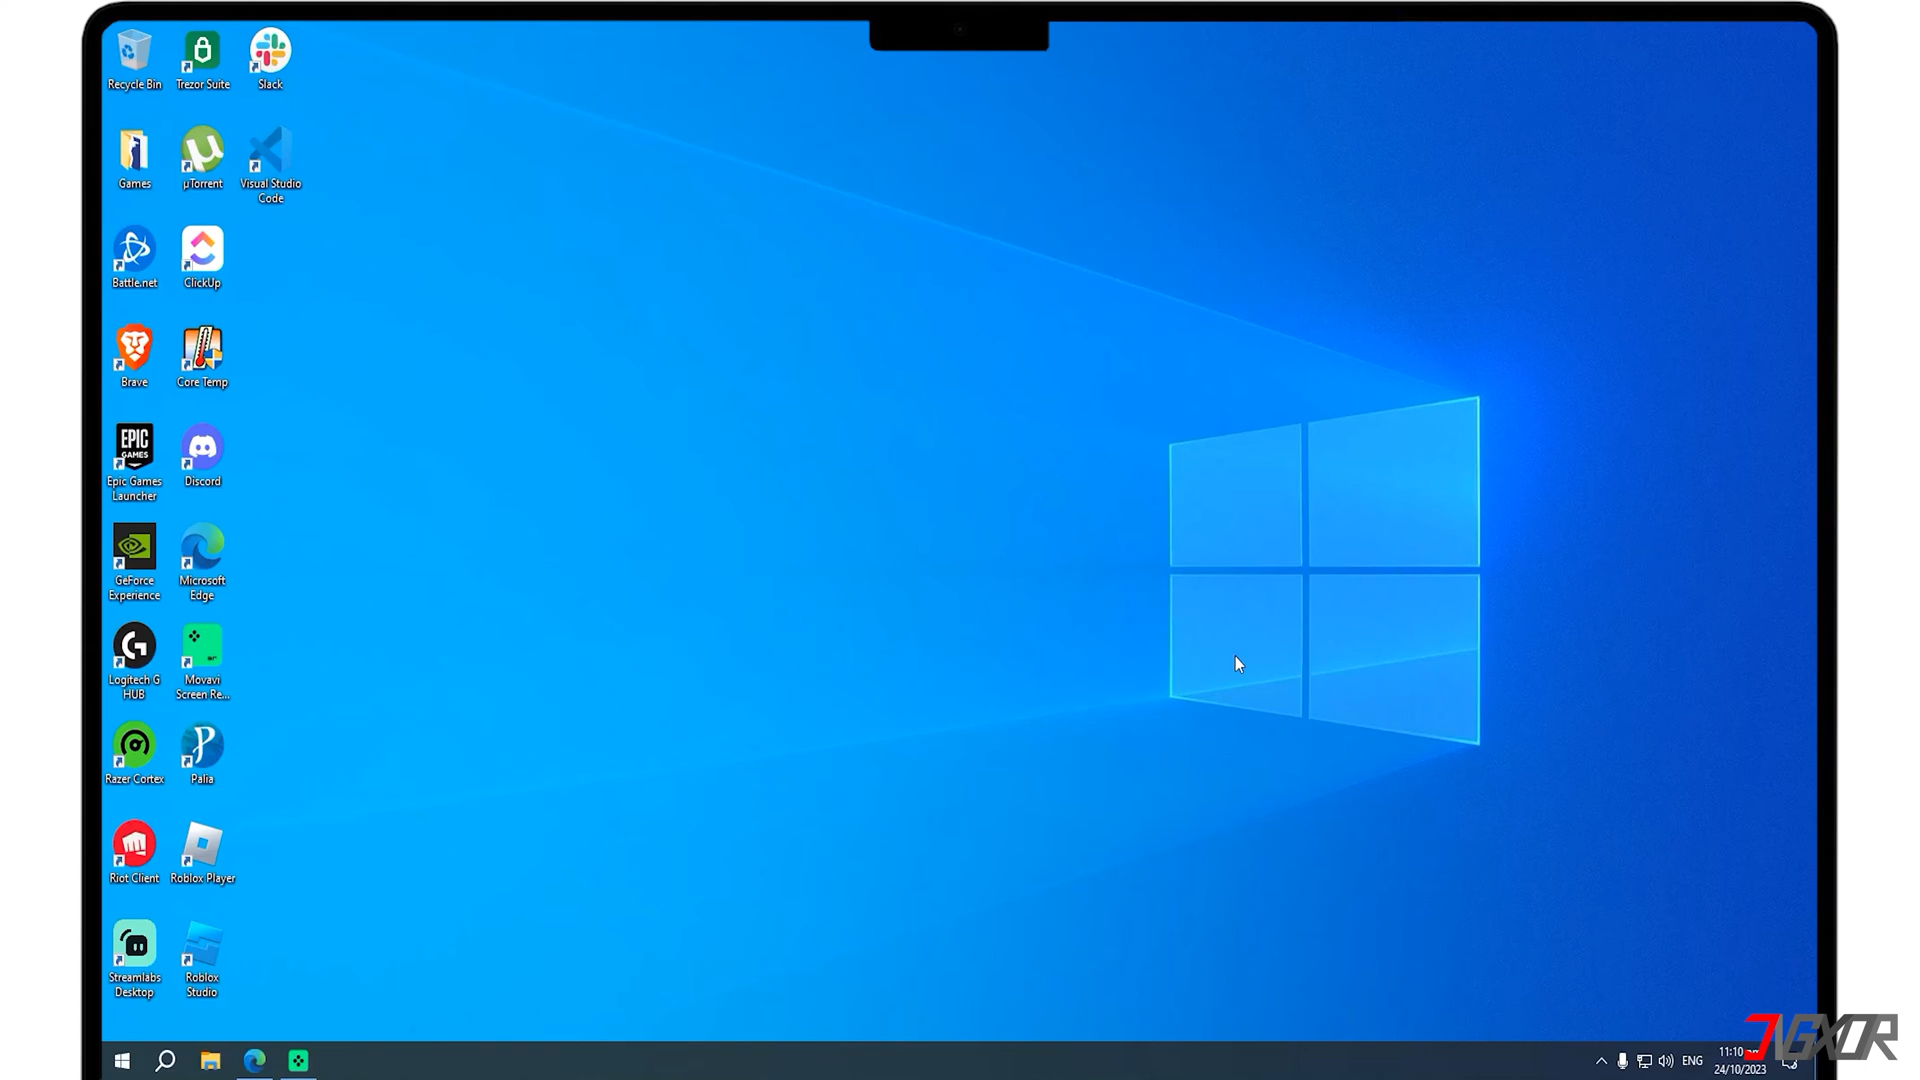 Recycle Bin
Trezor Suite
Slack
Games
µTorrent
Visual Studio
Code
Battle.net
ClickUp
Brave
Core Temp
EPIC
GAMES
Epic Games
Launcher
Discord
GeForce
Experience
Microsoft
Edge
Logitech G
HUB
Movavi
Screen Re...
Razer Cortex
Palia
Riot Client
Roblox Player
Streamlabs
Desktop
Roblox
Studio
ENG
11:10
24/10/2023